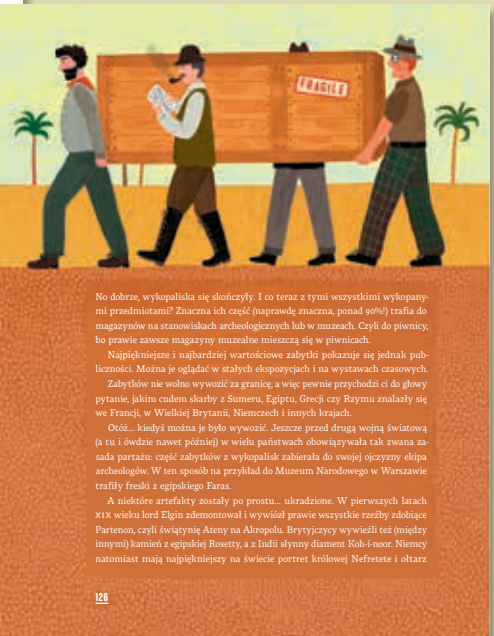 FRAGILE
No dobrze, wykopaliska się skończyły. I co teraz z tymi wszystkimi wykopany-
mi przedmiotami? Znaczna ich część (naprawdę znaczna, ponad 90%!) trafia do
magazynów na stanowiskach archeologicznych lub w muzeach. Czyli do piwnicy,
bo prawie zawsze magazyny muzealne mieszczą się w piwnicach.
Najpiękniejsze i najbardziej wartościowe zabytki pokazuje się jednak pub-
liczności. Można je oglądać w stałych ekspozycjach i na wystawach czasowych.
Zabytków nie wolno wywozić za granicę, a więc pewnie przychodzi ci do głowy
pytanie, jakim cudem skarby z Sumeru, Egiptu, Grecji czy Rzymu znalazły się
we Francji, w Wielkiej Brytanii, Niemczech i innych krajach.
Otóż... kiedyś można je było wywozić. Jeszcze przed drugą wojną światową
(a tu i ówdzie nawet później) w wielu państwach obowiązywała tak zwana za-
sada partażu: część zabytków z wykopalisk zabierała do swojej ojczyzny ekipa
archeologów. W ten sposób na przykład do Muzeum Narodowego w Warszawie
trafiły freski z egipskiego Faras.
A niektóre artefakty zostały po prostu... ukradzione. W pierwszych latach
XIX wieku lord Elgin zdemontował i wywiózł prawie wszystkie rzeźby zdobiące
Partenon, czyli świątynię Ateny na Akropolu. Brytyjczycy wywieźli też (między
innymi) kamień z egipskiej Rosetty, a z Indii słynny diament Koh-i-noor. Niemcy
natomiast mają najpiękniejszy na świecie portret królowej Nefretete i ołtarz
126